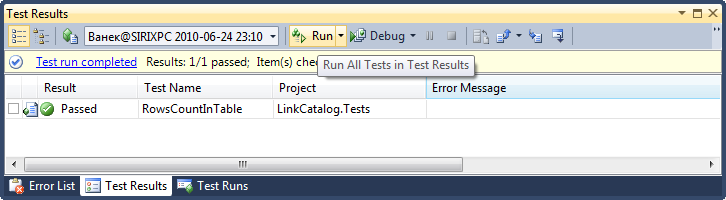 Test Results
Ванек@SIRIXPC 2010-06-24 23:10 Run Debug
Test run completed Results: 1/1 passed; Item(s) chec
Run All Tests in Test Results
Result Test Name Project Error Message
Passed RowsCountInTable LinkCatalog.Tests
Error List Test Results Test Runs